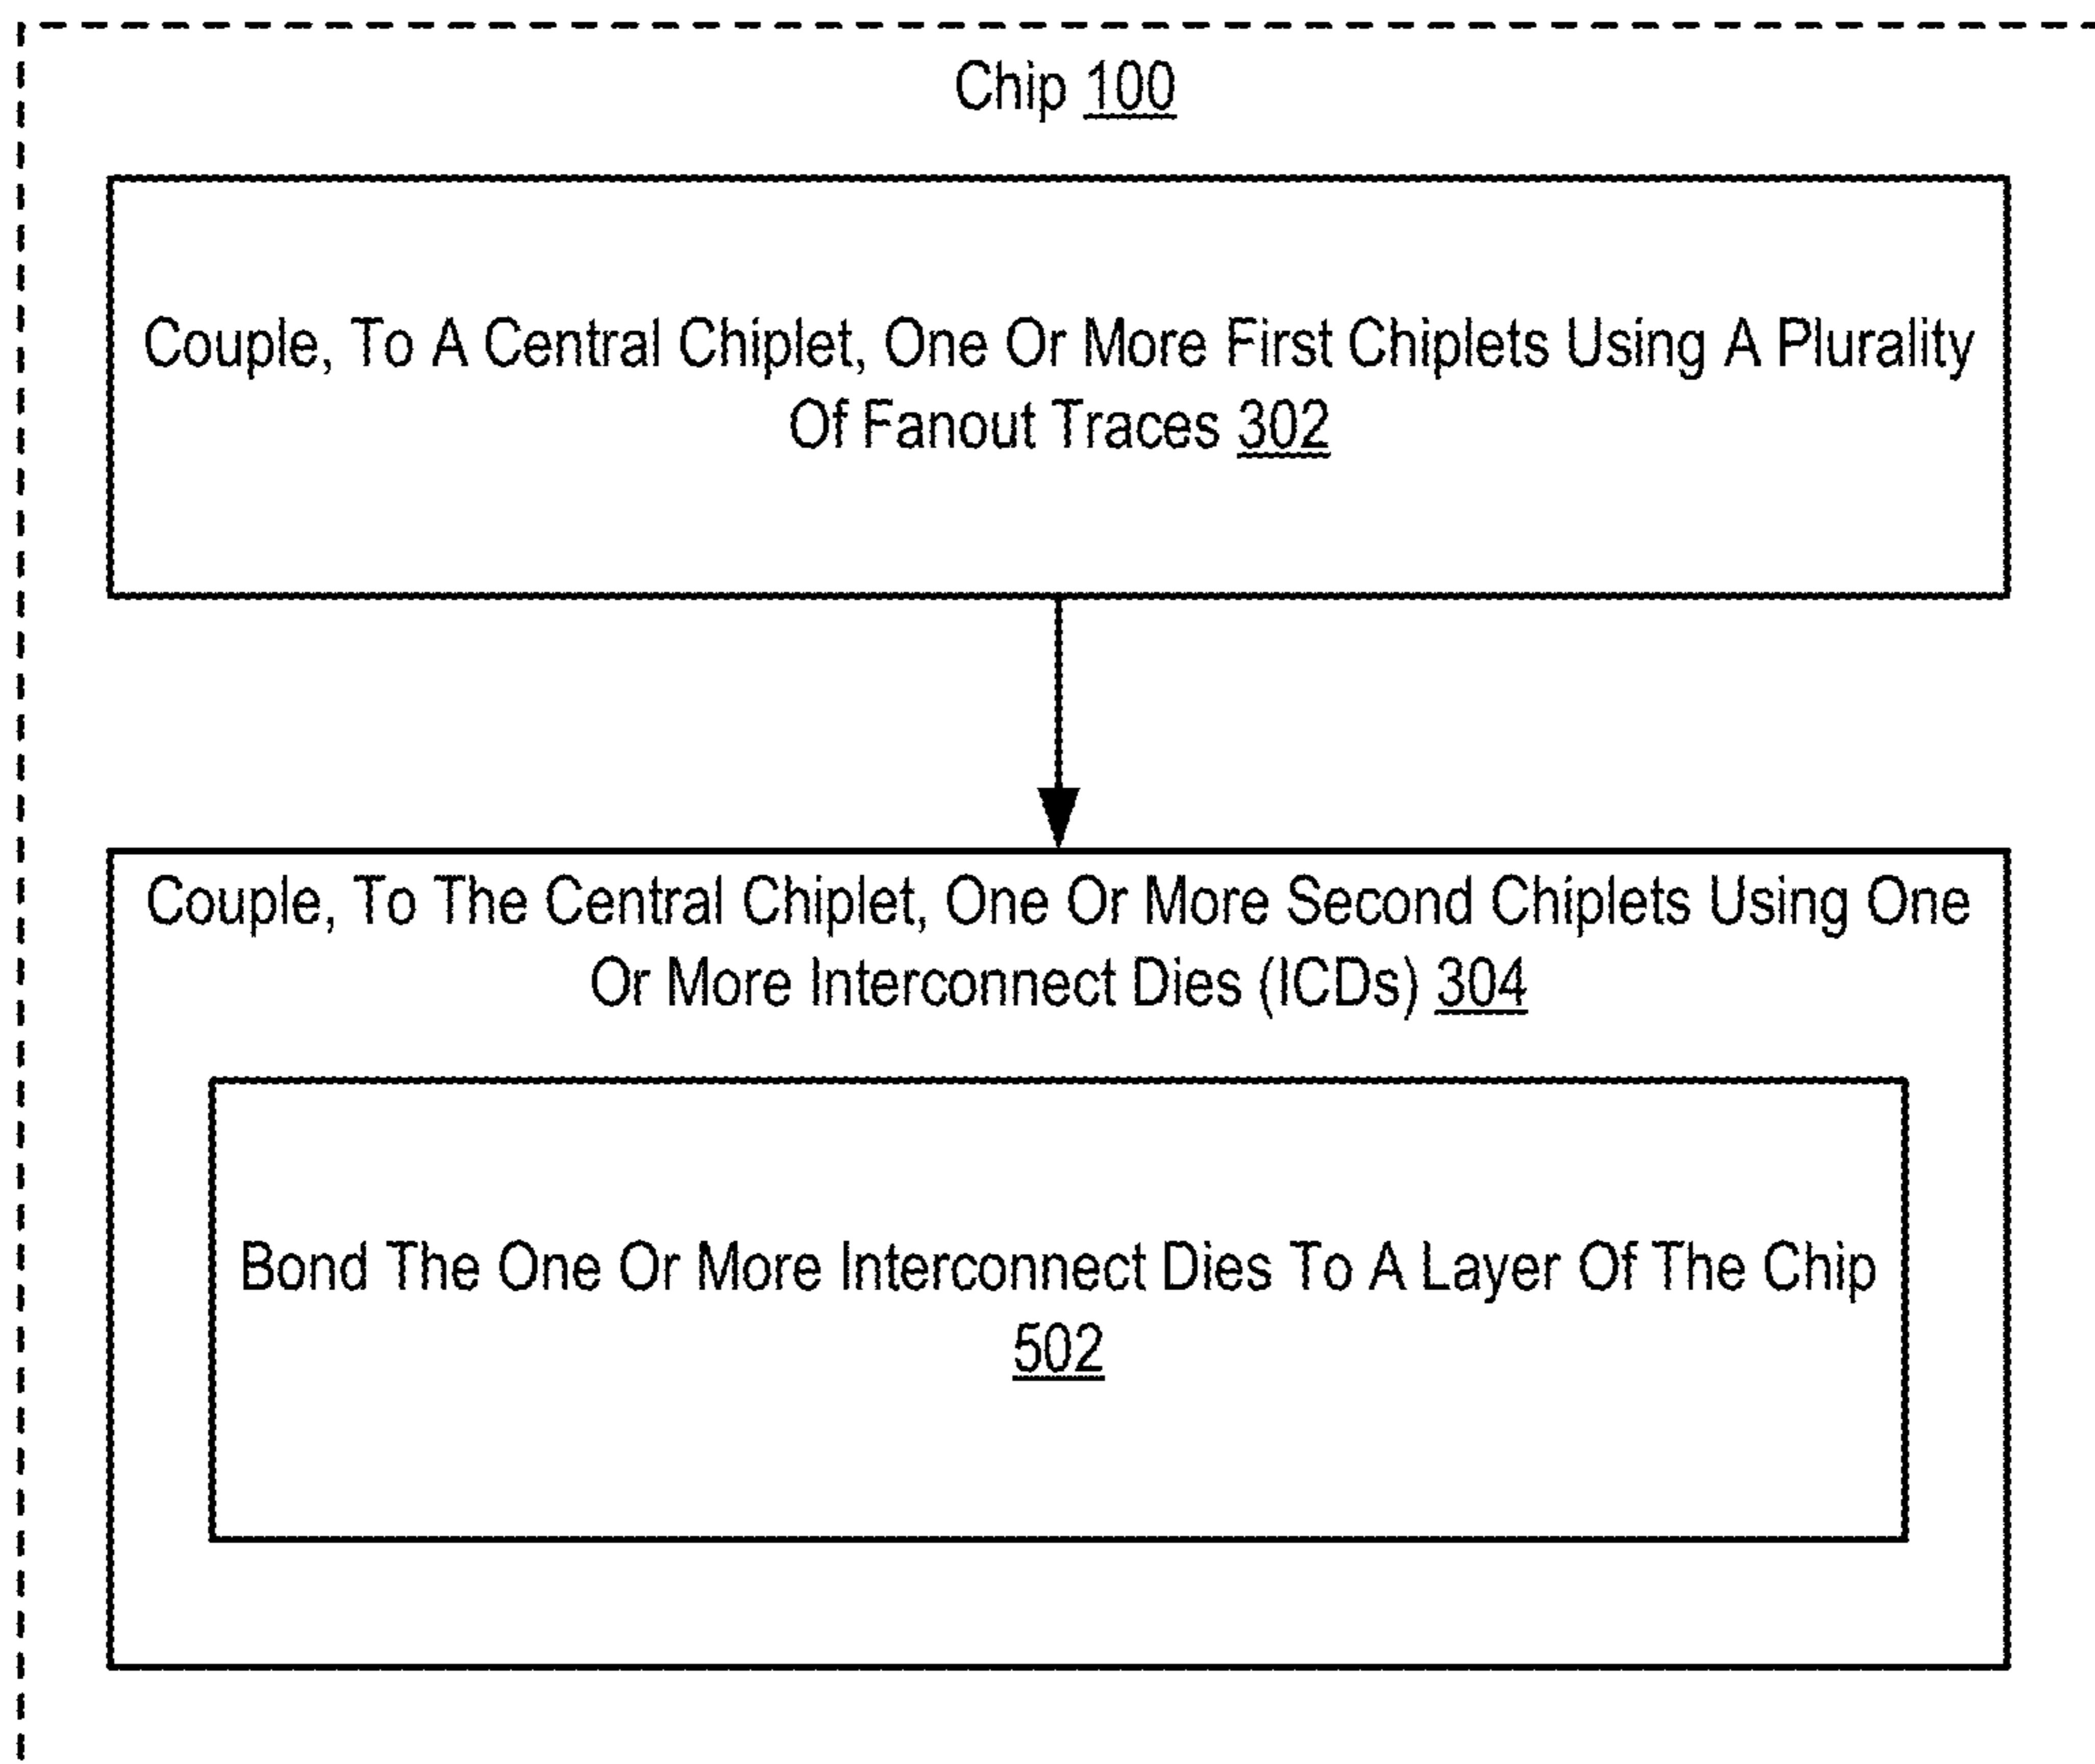 Chip 100
Couple, To A Central Chiplet, One Or More First Chiplets Using A Plurality
Of Fanout Traces 302
Couple, To The Central Chiplet, One Or More Second Chiplets Using One
Or More Interconnect Dies (ICDs) 304
Bond The One Or More Interconnect Dies To A Layer Of The Chip
502